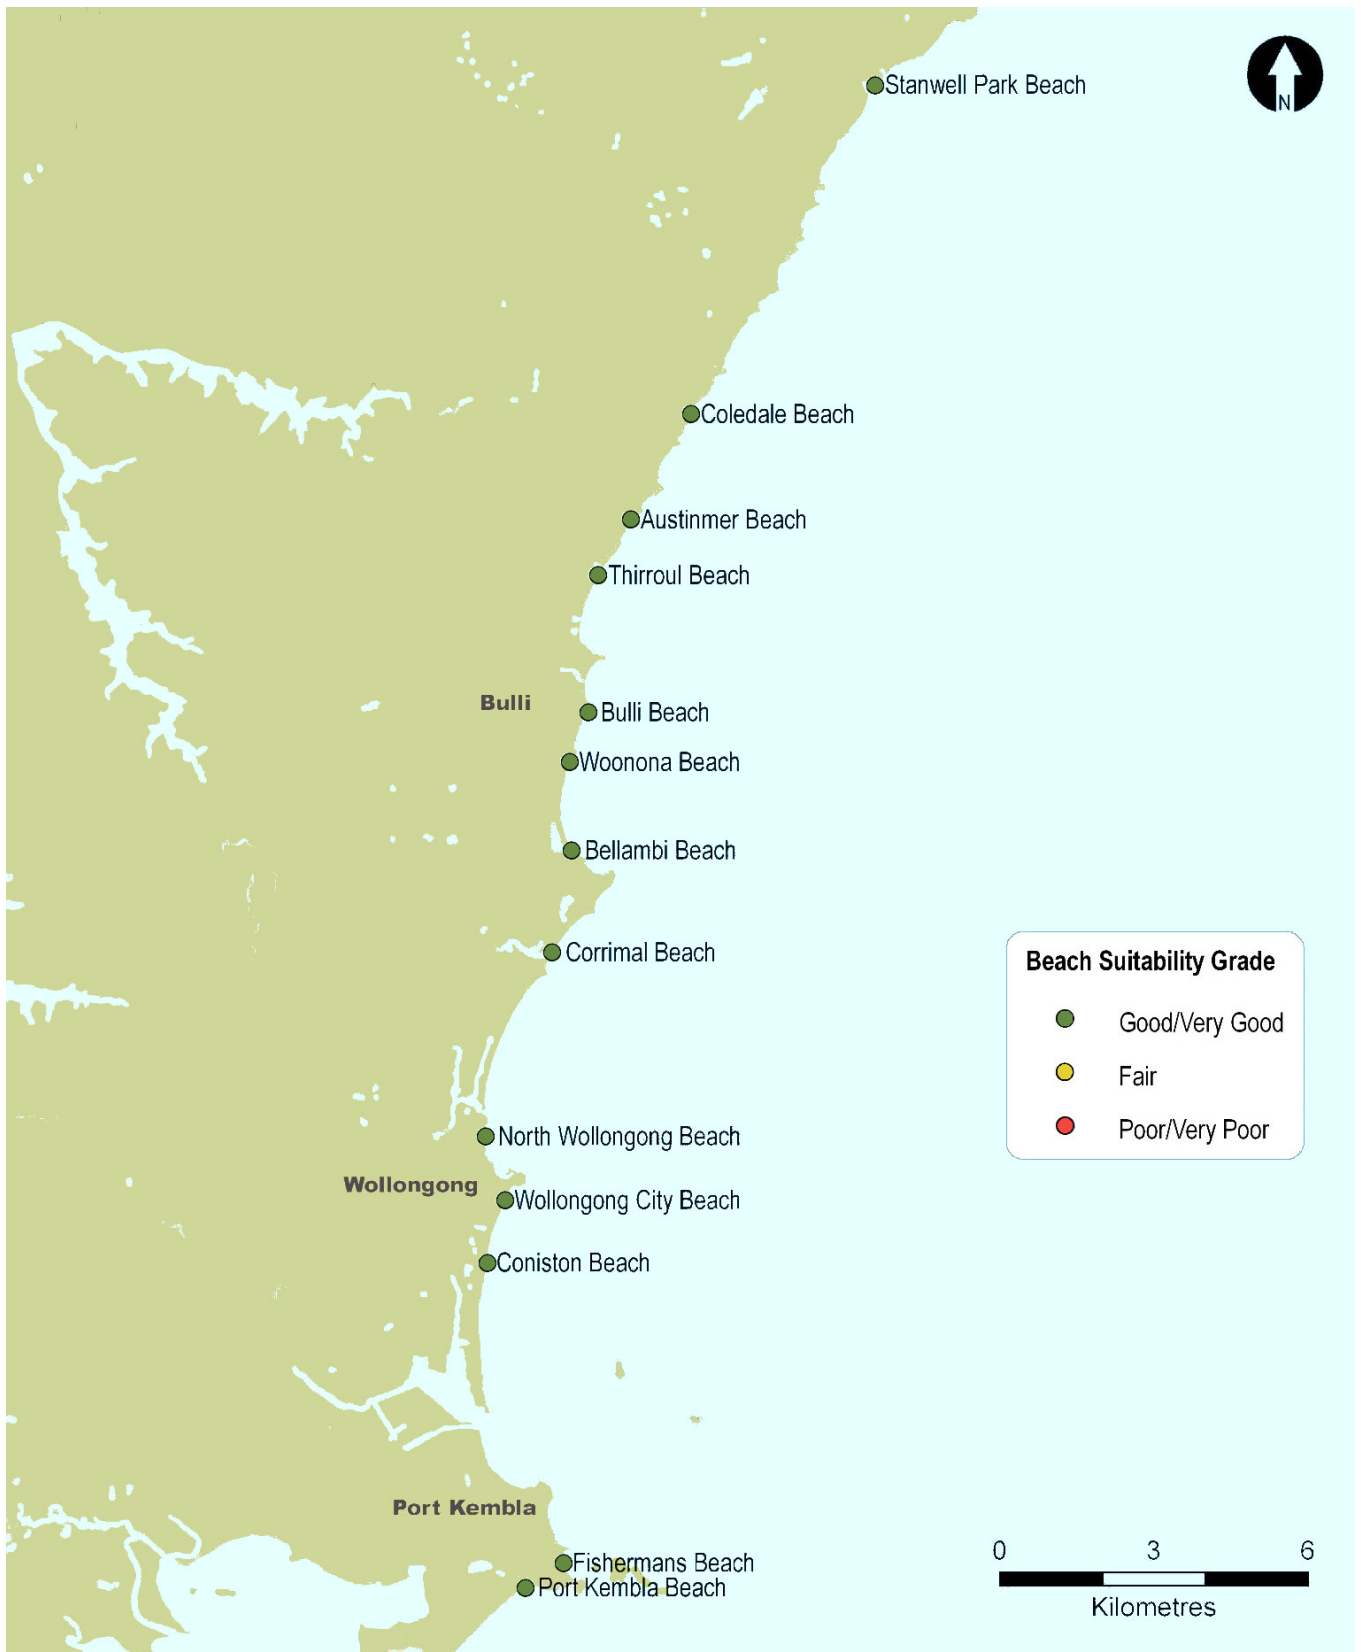 Stanwell Park Beach
N
Coledale Beach
Austinmer Beach
Thirroul Beach
Bulli
Bulli Beach
Woonona Beach
Bellambi Beach
Corrimal Beach
Beach Suitability Grade
Good/Very Good
Fair
Poor/Very Poor
North Wollongong Beach
Wollongong
Wollongong City Beach
Coniston Beach
Port Kembla
Fishermans Beach
Port Kembla Beach
0 3 6
Kilometres